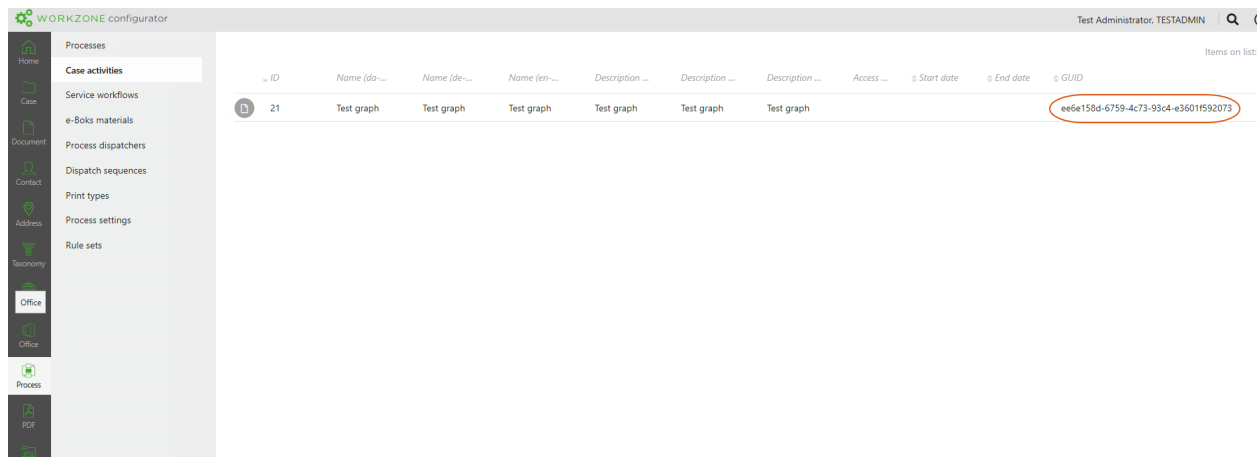 WORKZONE configurator
Test Administrator, TESTADMIN
Home
Case
Document
Contact
Address
Taxonomy
Office
Office
Process
PDF
Processes
Case activities
Service workflows
e-Boks materials
Process dispatchers
Dispatch sequences
Print types
Process settings
Rule sets
Items on list:
ID Name (da-... Name (de-... Name (en-... Description ... Description ... Description ... Access ... Start date End date GUID
21 Test graph Test graph Test graph Test graph Test graph Test graph ee6e158d-6759-4c73-93c4-e3601f592073